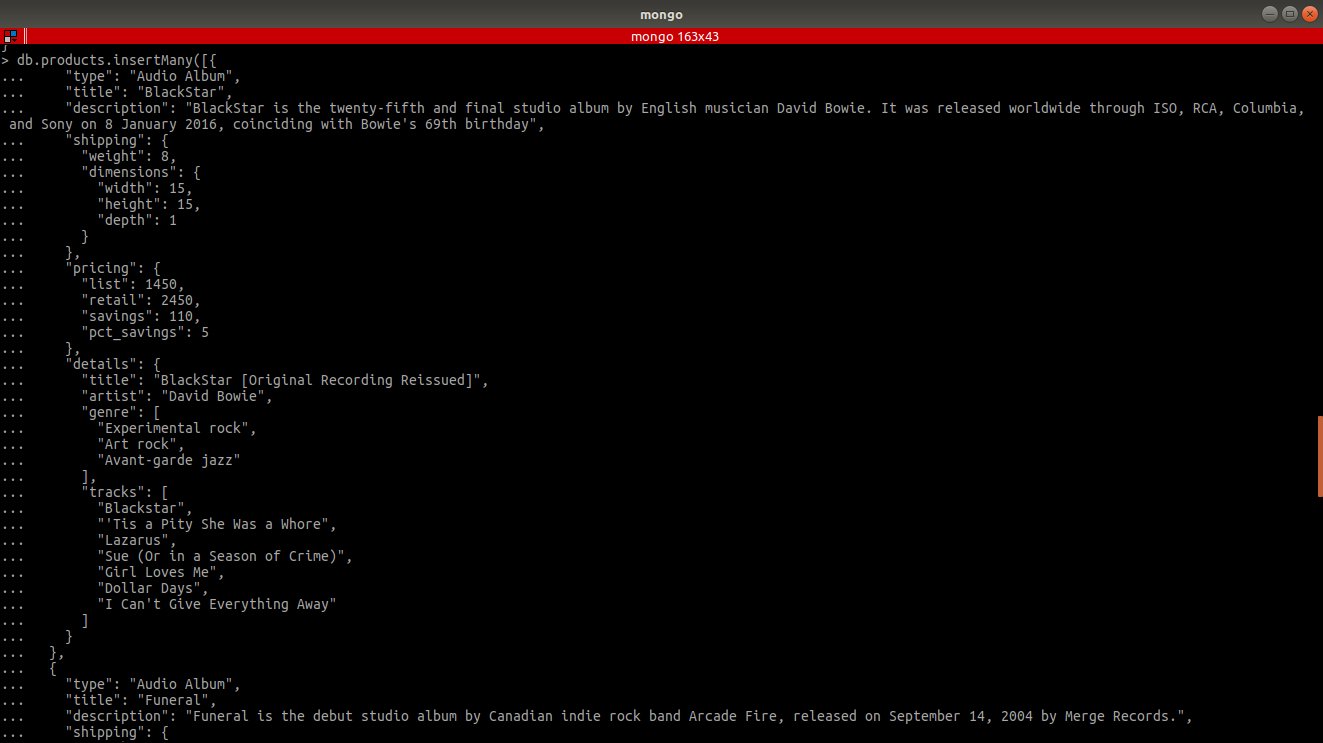 mongo
mongo 163x43
}
> db.products.insertMany([{
...     "type": "Audio Album",
...     "title": "BlackStar",
...     "description": "BlackStar is the twenty-fifth and final studio album by English musician David Bowie. It was released worldwide through ISO, RCA, Columbia,
 and Sony on 8 January 2016, coinciding with Bowie's 69th birthday",
...     "shipping": {
...       "weight": 8,
...       "dimensions": {
...         "width": 15,
...         "height": 15,
...         "depth": 1
...       }
...     },
...     "pricing": {
...       "list": 1450,
...       "retail": 2450,
...       "savings": 110,
...       "pct_savings": 5
...     },
...     "details": {
...       "title": "BlackStar [Original Recording Reissued]",
...       "artist": "David Bowie",
...       "genre": [
...         "Experimental rock",
...         "Art rock",
...         "Avant-garde jazz"
...       ],
...       "tracks": [
...         "Blackstar",
...         "'Tis a Pity She Was a Whore",
...         "Lazarus",
...         "Sue (Or in a Season of Crime)",
...         "Girl Loves Me",
...         "Dollar Days",
...         "I Can't Give Everything Away"
...       ]
...     }
...   },
...   {
...     "type": "Audio Album",
...     "title": "Funeral",
...     "description": "Funeral is the debut studio album by Canadian indie rock band Arcade Fire, released on September 14, 2004 by Merge Records.",
...     "shipping": {